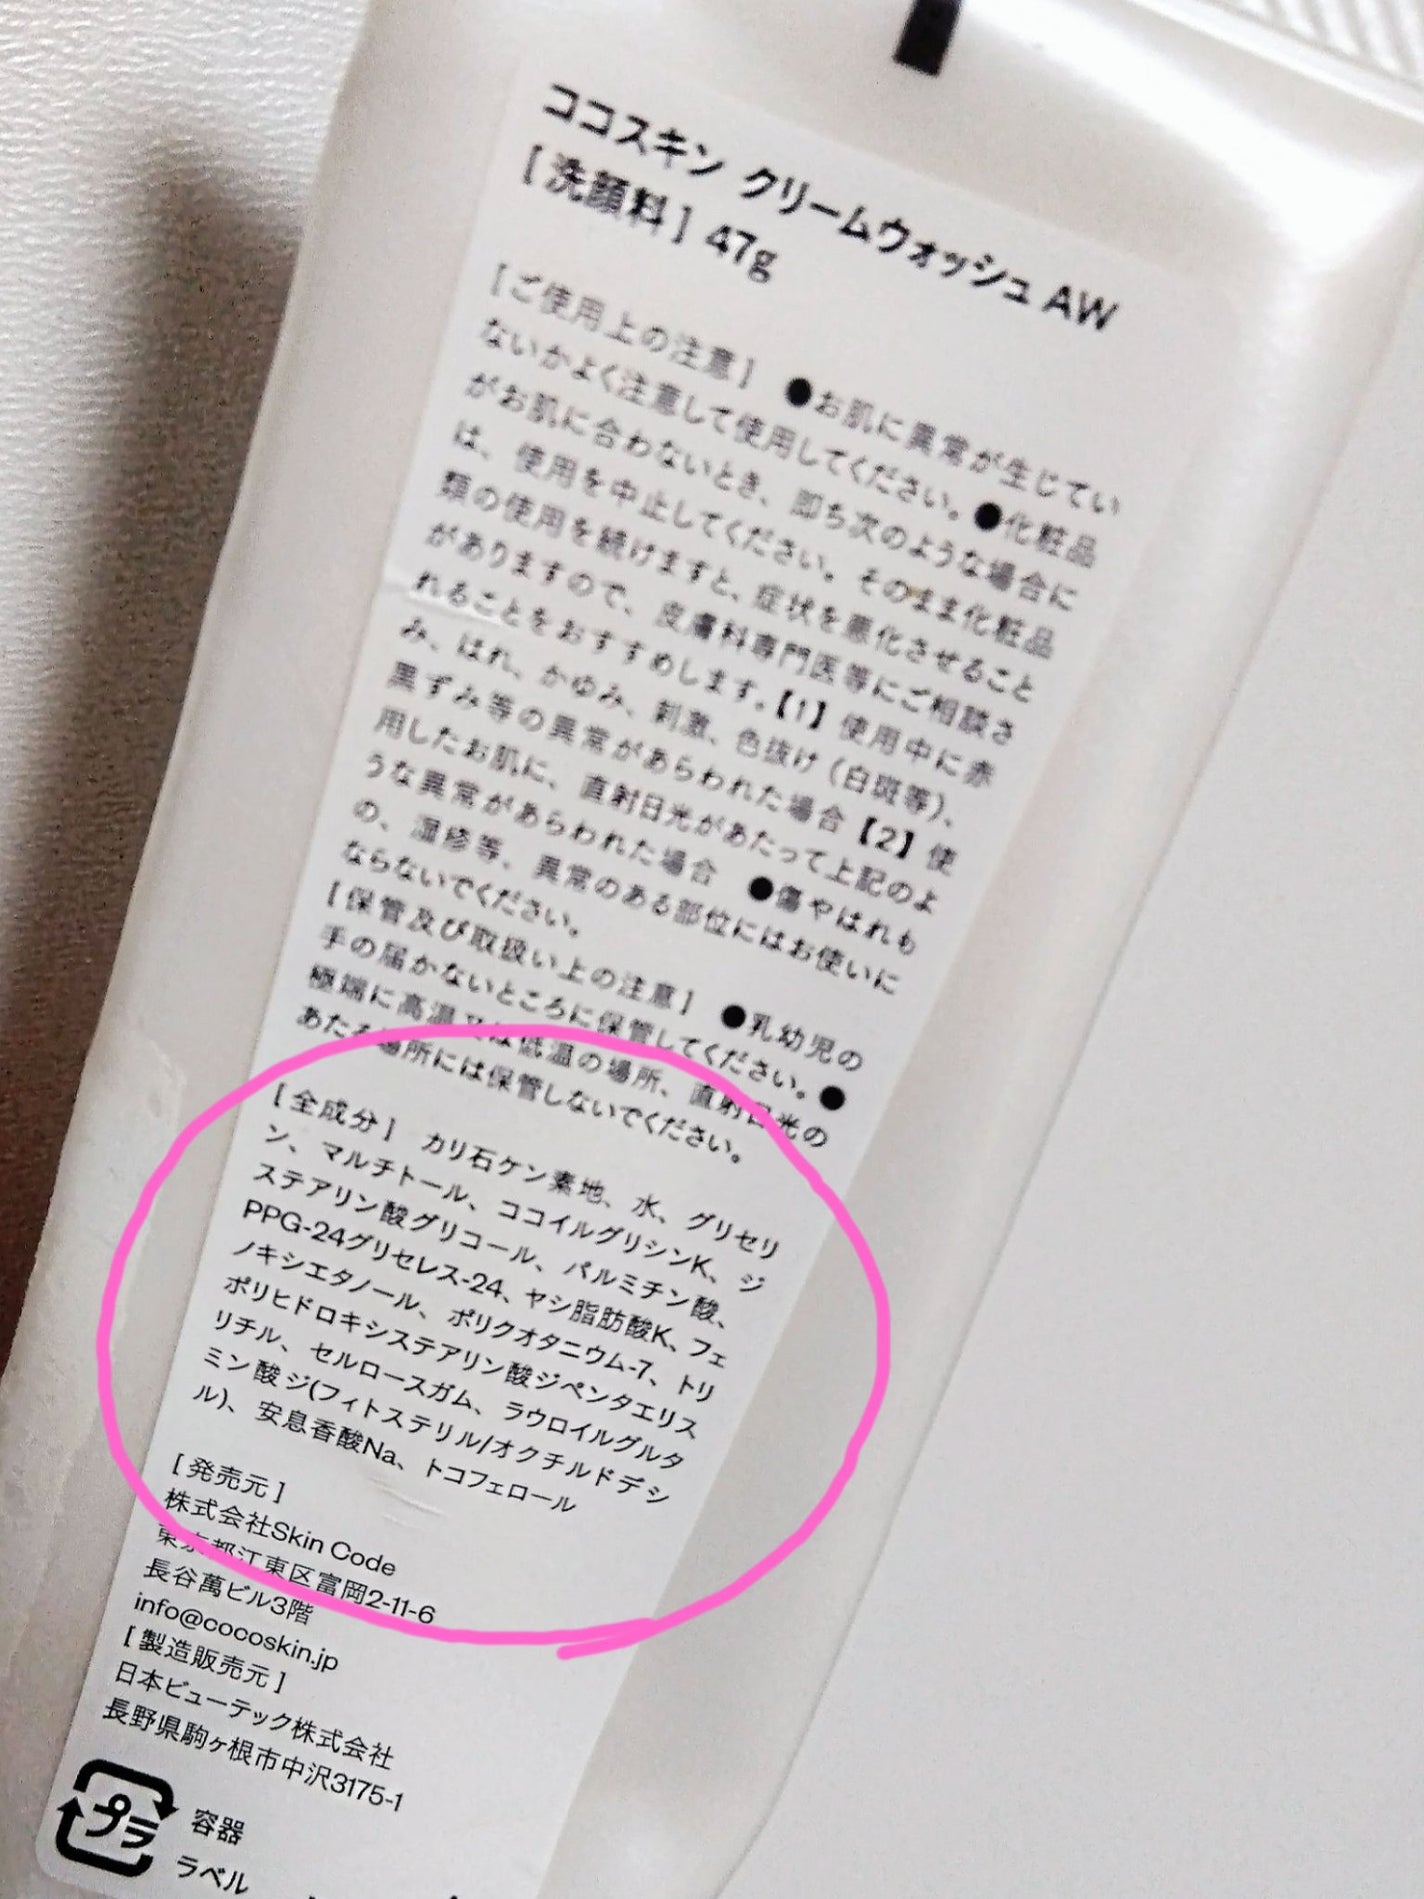 ココスキン クリームウォッシュ AW
[ 洗顔料 ] 47g
[ ご使用上の注意 ] ●お肌に異常が生じてい
ないかよく注意して使用してください。●化粧品
がお肌に合わないとき、即ち次のような場合に
は、使用を中止してください。そのまま化粧品
類の使用を続けますと、症状を悪化させること
がありますので、皮膚科専門医等にご相談さ
れることをおすすめします。【1】使用中に赤
み、はれ、かゆみ、刺激、色抜け（白斑等）、
黒ずみ等の異常があらわれた場合【2】使
用したお肌に、直射日光があたって上記のよ
うな異常があらわれた場合 ●傷やはれも
の、湿疹等、異常のある部位にはお使いに
ならないでください。
[ 保管及び取扱い上の注意 ] ●乳幼児の
手の届かないところに保管してください。●
極端に高温又は低温の場所、直射日光の
あたる場所には保管しないでください。
[ 全成分 ] カリ石ケン素地、水、グリセリ
ン、マルチトール、ココイルグリシンK、ジ
ステアリン酸グリコール、パルミチン酸、
PPG-24グリセレス-24、ヤシ脂肪酸K、フェ
ノキシエタノール、ポリクオタニウム-7、トリ
ポリヒドロキシステアリン酸ジペンタエリス
リチル、セルロースガム、ラウロイルグルタ
ミン酸ジ(フィトステリル/オクチルドデシ
ル)、安息香酸Na、トコフェロール
[ 発売元 ]
株式会社Skin Code
東京都江東区富岡2-11-6
長谷萬ビル3階
info@cocoskin.jp
[ 製造販売元 ]
日本ビューテック株式会社
長野県駒ヶ根市中沢3175-1
プラ 容器
ラベル